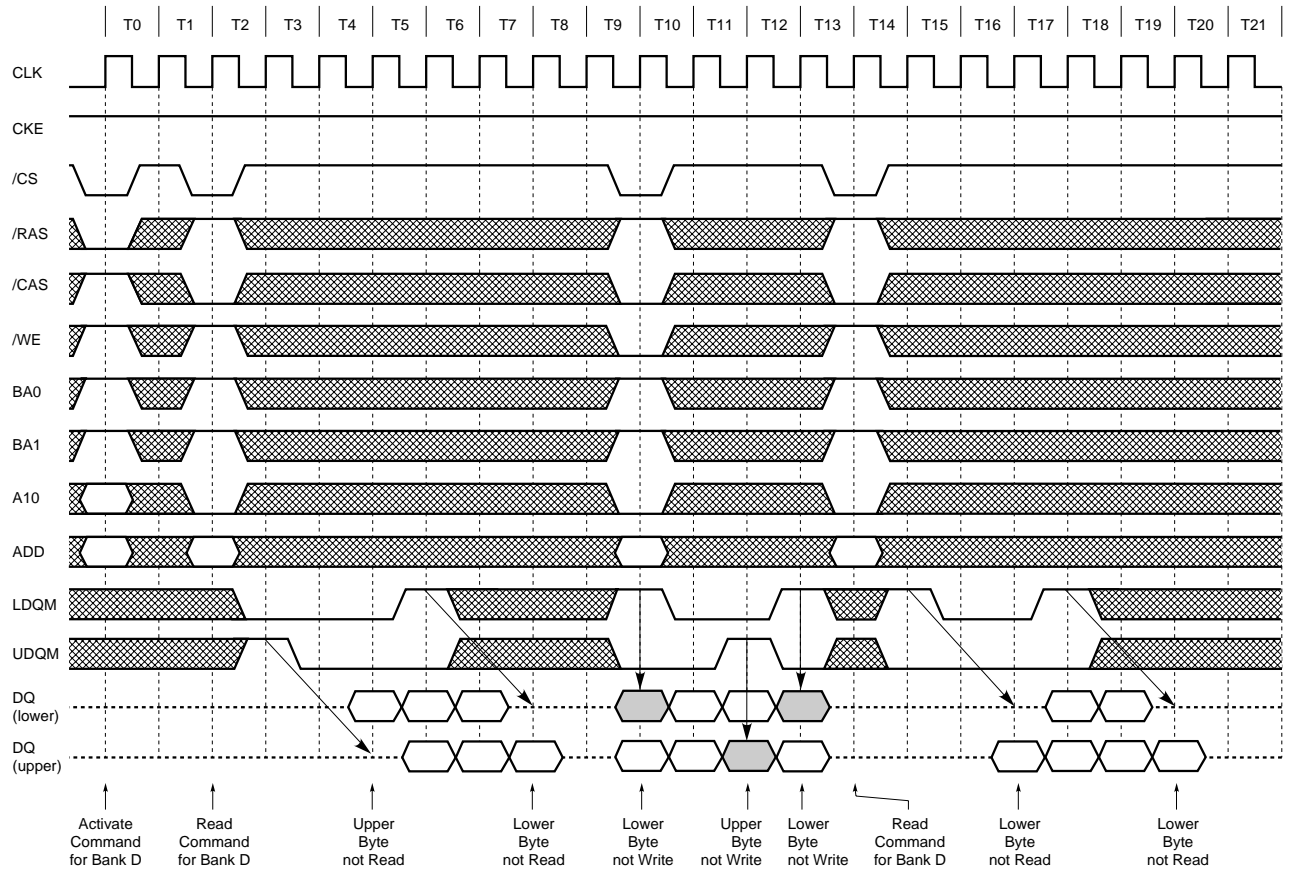 T0 T1 T2 T3 T4 T5 T6 T7 T8 T9 T10 T11 T12 T13 T14 T15 T16 T17 T18 T19 T20 T21
CLK
CKE
/CS
/RAS
/CAS
/WE
BA0
BA1
A10
ADD
LDQM
UDQM
DQ
(lower)
DQ
(upper)
Activate
Command
for Bank D
Read
Command
for Bank D
Upper
Byte
not Read
Lower
Byte
not Read
Lower
Byte
not Write
Upper
Byte
not Write
Lower
Byte
not Write
Read
Command
for Bank D
Lower
Byte
not Read
Lower
Byte
not Read